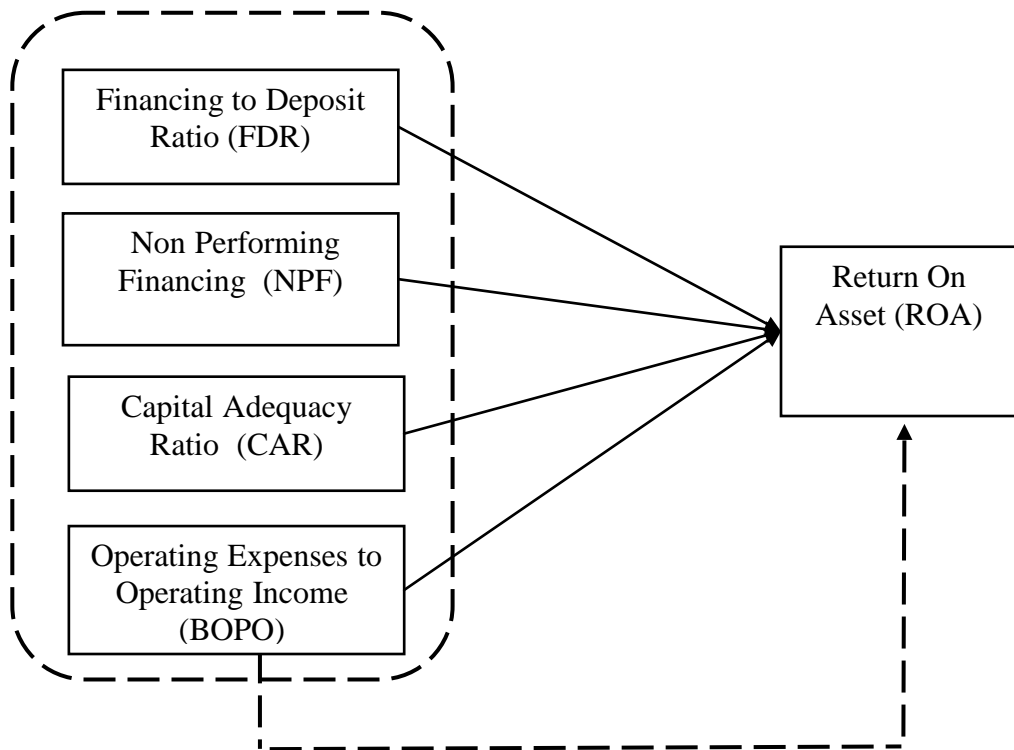 Financing to Deposit
Ratio (FDR)
Non Performing
Financing (NPF)
Capital Adequacy
Ratio (CAR)
Operating Expenses to
Operating Income
(BOPO)
Return On
Asset (ROA)